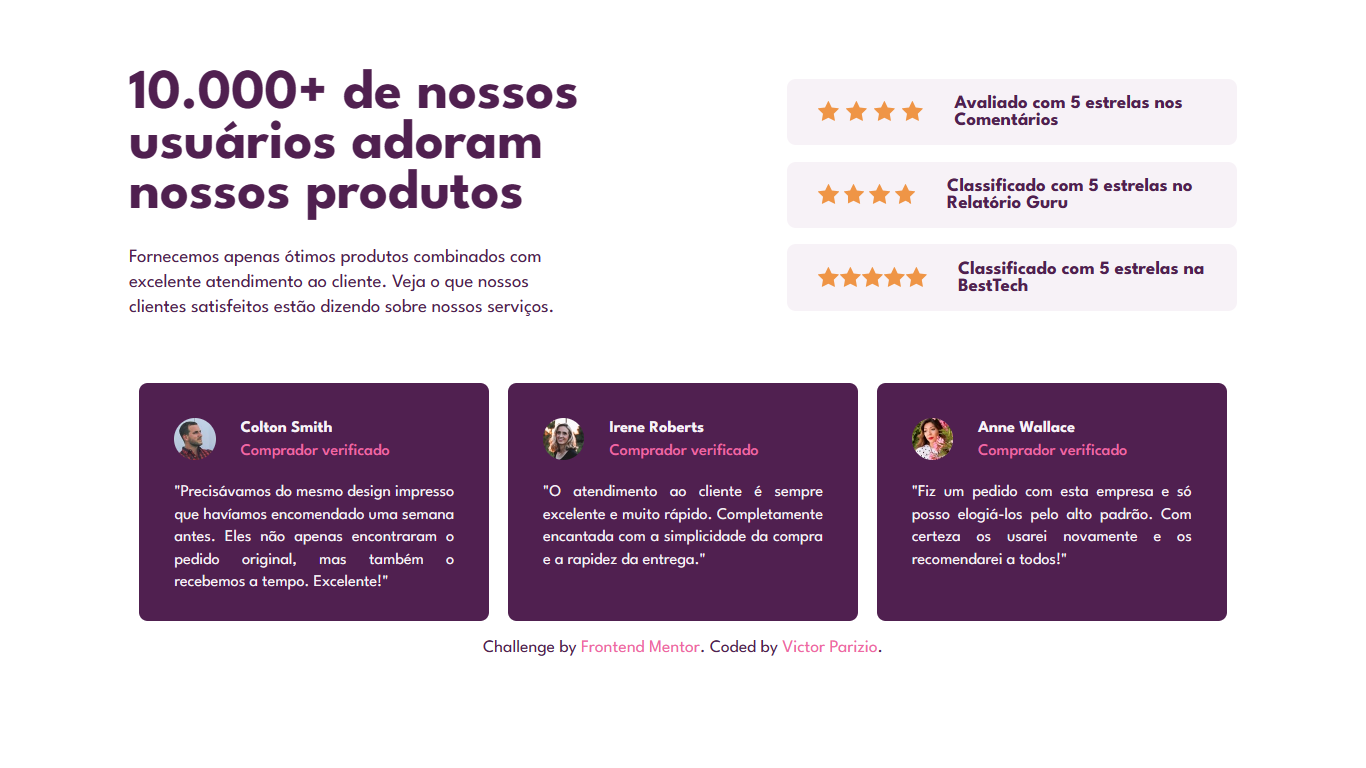 10.000+ de nossos
usuários adoram
nossos produtos
Fornecemos apenas ótimos produtos combinados com
excelente atendimento ao cliente. Veja o que nossos
clientes satisfeitos estão dizendo sobre nossos serviços.
Avaliado com 5 estrelas nos
Comentários
Classificado com 5 estrelas no
Relatório Guru
Classificado com 5 estrelas na
BestTech
Colton Smith
Comprador verificado
"Precisávamos do mesmo design impresso
que havíamos encomendado uma semana
antes. Eles não apenas encontraram o
pedido original, mas também o
recebemos a tempo. Excelente!"
Irene Roberts
Comprador verificado
"O atendimento ao cliente é sempre
excelente e muito rápido. Completamente
encantada com a simplicidade da compra
e a rapidez da entrega."
Anne Wallace
Comprador verificado
"Fiz um pedido com esta empresa e só
posso elogiá-los pelo alto padrão. Com
certeza os usarei novamente e os
recomendarei a todos!"
Challenge by Frontend Mentor. Coded by Victor Parizio.